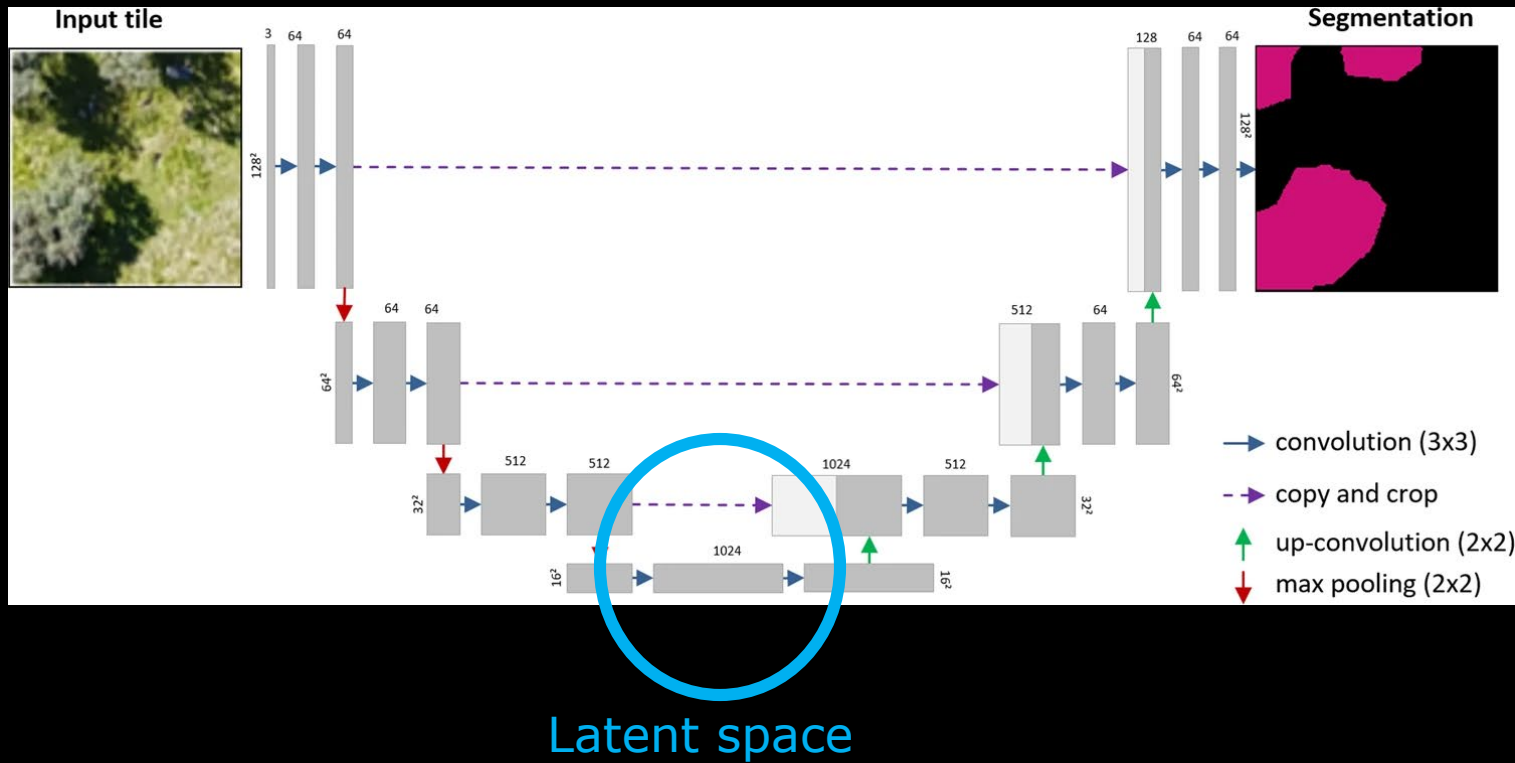 Input tile
Segmentation
3 64 64
128 64 64
128²
128²
64 64
512 64
64²
64²
512 512
1024 512
32²
32²
1024
16²
16²
convolution (3x3)
copy and crop
up-convolution (2x2)
max pooling (2x2)
Latent space